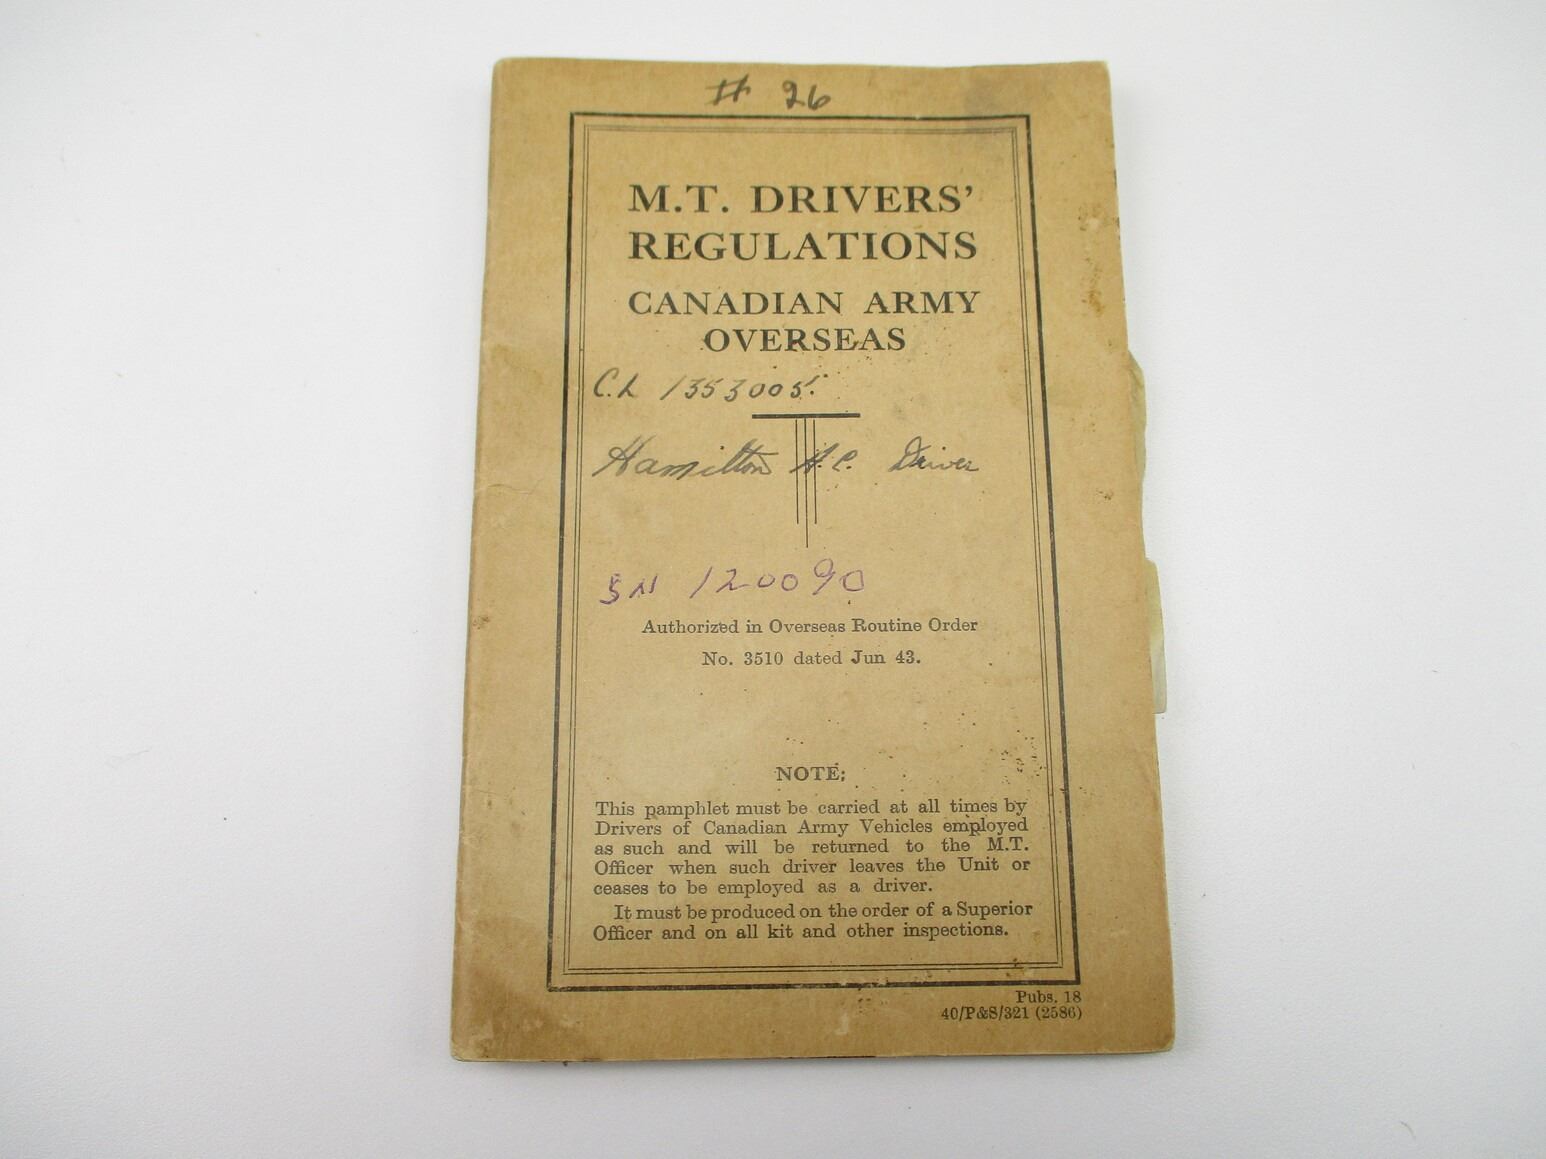 # 26
M.T. DRIVERS'
REGULATIONS
CANADIAN ARMY
OVERSEAS
C.L 1353005.
Hamilton H.C. Driver
SN 120090
Authorized in Overseas Routine Order
No. 3510 dated Jun 43.
NOTE:
This pamphlet must be carried at all times by
Drivers of Canadian Army Vehicles employed
as such and will be returned to the M.T.
Officer when such driver leaves the Unit or
ceases to be employed as a driver.
It must be produced on the order of a Superior
Officer and on all kit and other inspections.
Pubs. 18
40/P&S/321 (2586)